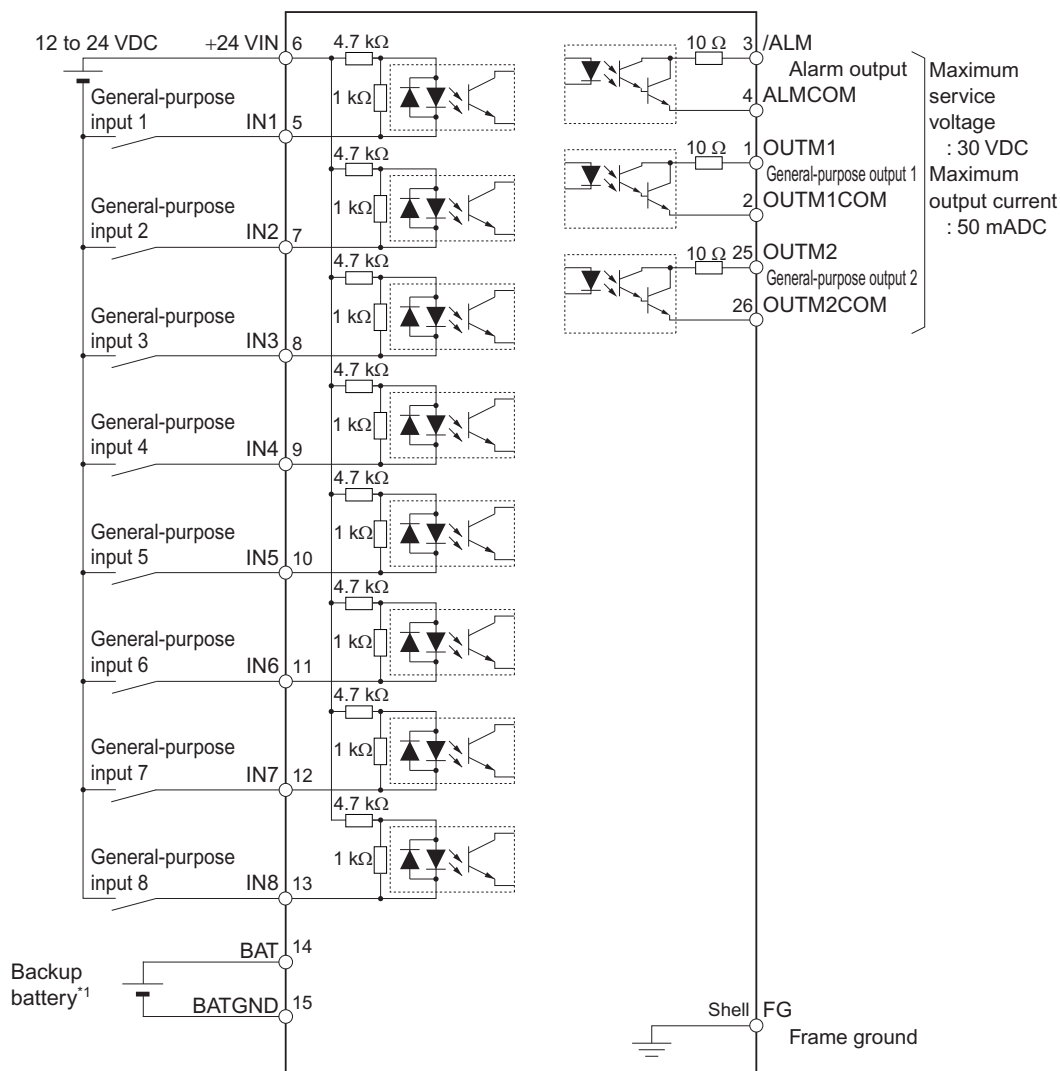 12 to 24 VDC
+24 VIN 6
4.7 kΩ
1 kΩ
General-purpose
input 1
IN1 5
4.7 kΩ
1 kΩ
General-purpose
input 2
IN2 7
4.7 kΩ
1 kΩ
General-purpose
input 3
IN3 8
4.7 kΩ
1 kΩ
General-purpose
input 4
IN4 9
4.7 kΩ
1 kΩ
General-purpose
input 5
IN5 10
4.7 kΩ
1 kΩ
General-purpose
input 6
IN6 11
4.7 kΩ
1 kΩ
General-purpose
input 7
IN7 12
4.7 kΩ
1 kΩ
General-purpose
input 8
IN8 13
BAT 14
Backup
battery*1
BATGND 15
10 Ω 3 /ALM
Alarm output
4 ALMCOM
10 Ω 1 OUTM1
General-purpose output 1
2 OUTM1COM
10 Ω 25 OUTM2
General-purpose output 2
26 OUTM2COM
Maximum
service
voltage
: 30 VDC
Maximum
output current
: 50 mADC
Shell FG
Frame ground